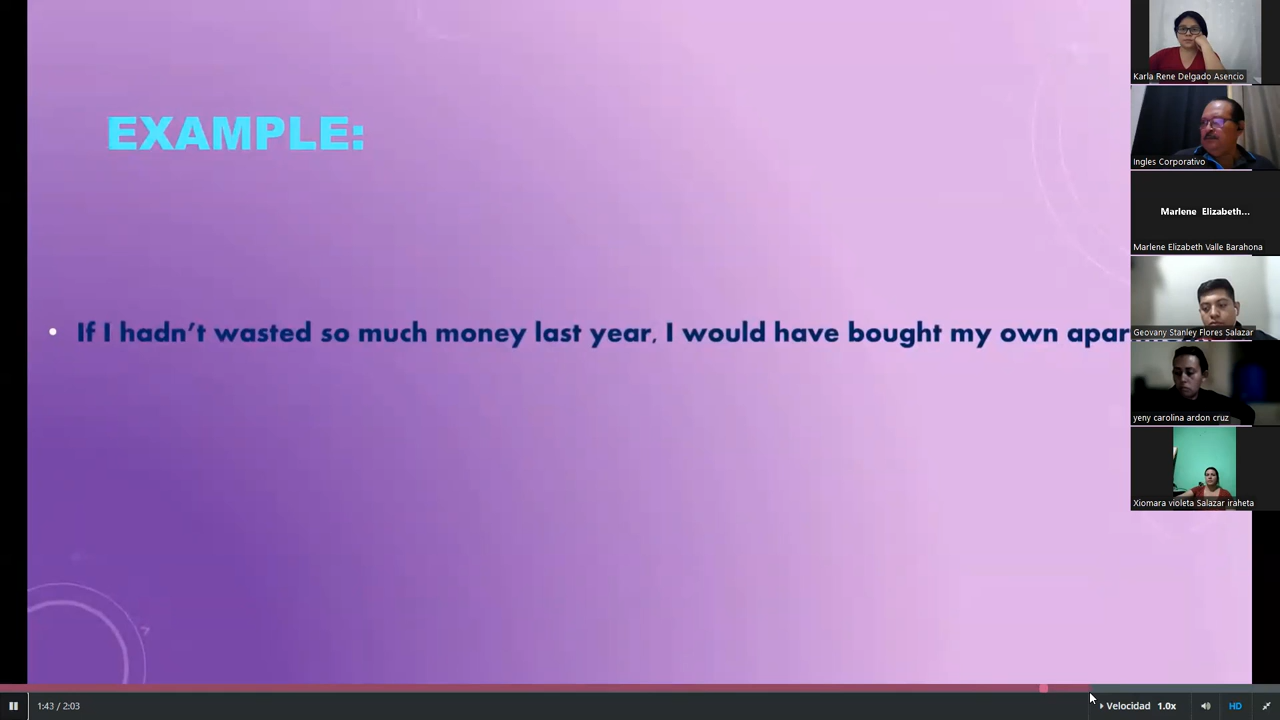 EXAMPLE:
• If I hadn't wasted so much money last year, I would have bought my own
Karla Rene Delgado Asencio
Ingles Corporativo
Marlene Elizabeth...
Marlene Elizabeth Valle Barahona
Geovany Stanley Flores Salazar
yeny carolina ardon cruz
Xiomara violeta Salazar iraheta
1:43 / 2:03
Velocidad 1.0x
HD